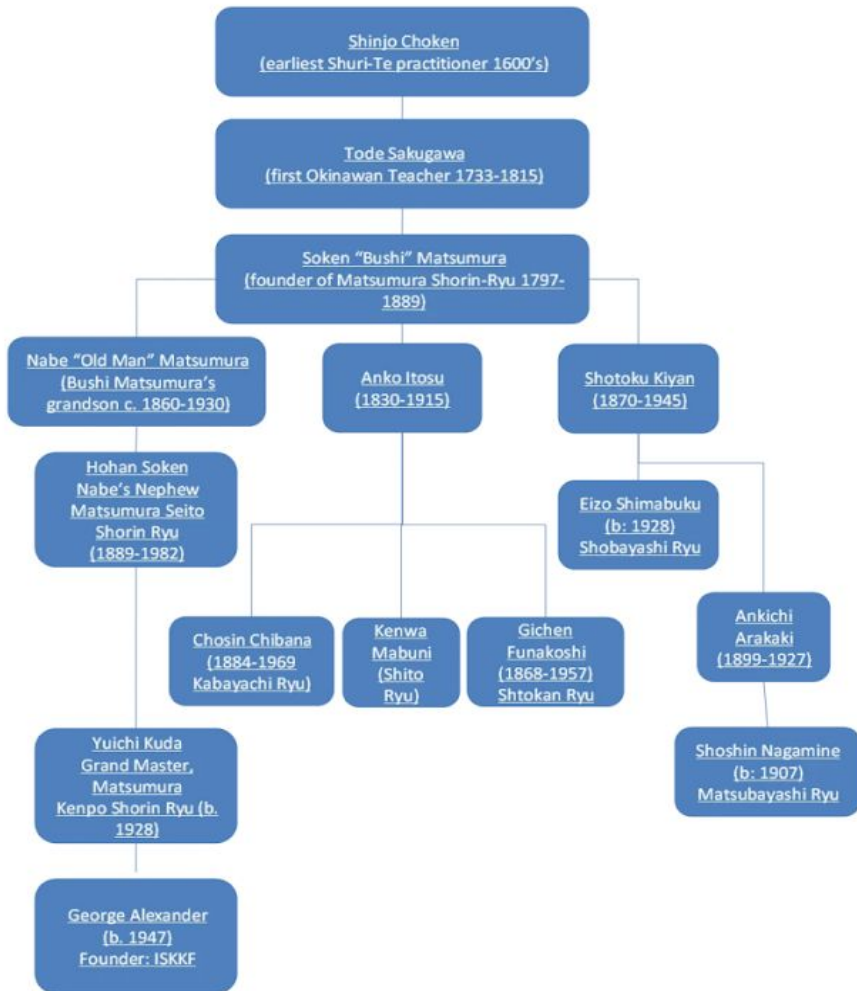 Shinjo Choken
(earliest Shuri-Te practitioner 1600's)
Tode Sakugawa
(first Okinawan Teacher 1733-1815)
Soken “Bushi” Matsumura
(founder of Matsumura Shorin-Ryu 1797-
1889)
Nabe “Old Man” Matsumura
(Bushi Matsumura's
grandson c. 1860-1930)
Anko Itosu
(1830-1915)
Shotoku Kiyan
(1870-1945)
Hohan Soken
Nabe's Nephew
Matsumura Seito
Shorin Ryu
(1889-1982)
Eizo Shimabuku
(b: 1928)
Shobayashi Ryu
Chosin Chibana
(1884-1969
Kabayachi Ryu)
Kenwa
Mabuni
(Shito
Ryu)
Gichen
Funakoshi
(1868-1957)
Shtokan Ryu
Ankichi
Arakaki
(1899-1927)
Yuichi Kuda
Grand Master,
Matsumura
Kenpo Shorin Ryu (b.
1928)
Shoshin Nagamine
(b: 1907)
Matsubayashi Ryu
George Alexander
(b. 1947)
Founder: ISKKF